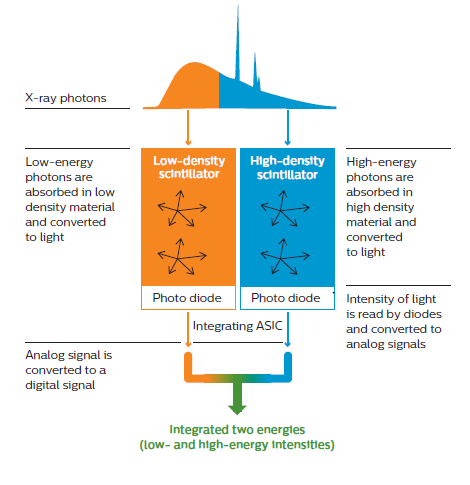 X-ray photons
Low-energy
photons are
absorbed in low
density material
and converted
to light
Low-density
scintillator
High-density
scintillator
High-energy
photons are
absorbed in
high density
material and
converted
to light
Photo diode
Photo diode
Intensity of light
is read by diodes
and converted to
analog signals
Integrating ASIC
Analog signal is
converted to a
digital signal
Integrated two energies
(low- and high-energy intensities)